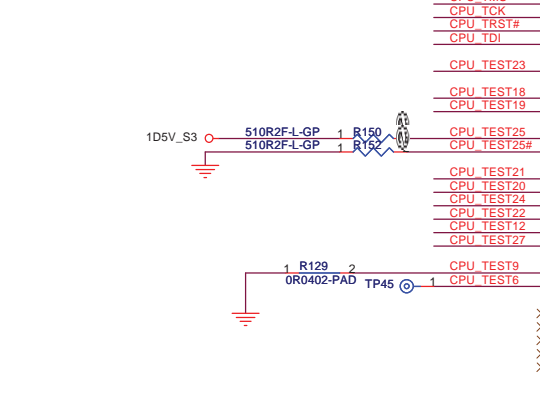 CPU_TCK
CPU_TRST#
CPU_TDI
CPU_TEST23
CPU_TEST18
CPU_TEST19
1D5V_S3 510R2F-L-GP 1 R150 CPU_TEST25
510R2F-L-GP 1 R152 CPU_TEST25#
CPU_TEST21
CPU_TEST20
CPU_TEST24
CPU_TEST22
CPU_TEST12
CPU_TEST27
1 R129 2 CPU_TEST9
0R0402-PAD TP45 1 CPU_TEST6